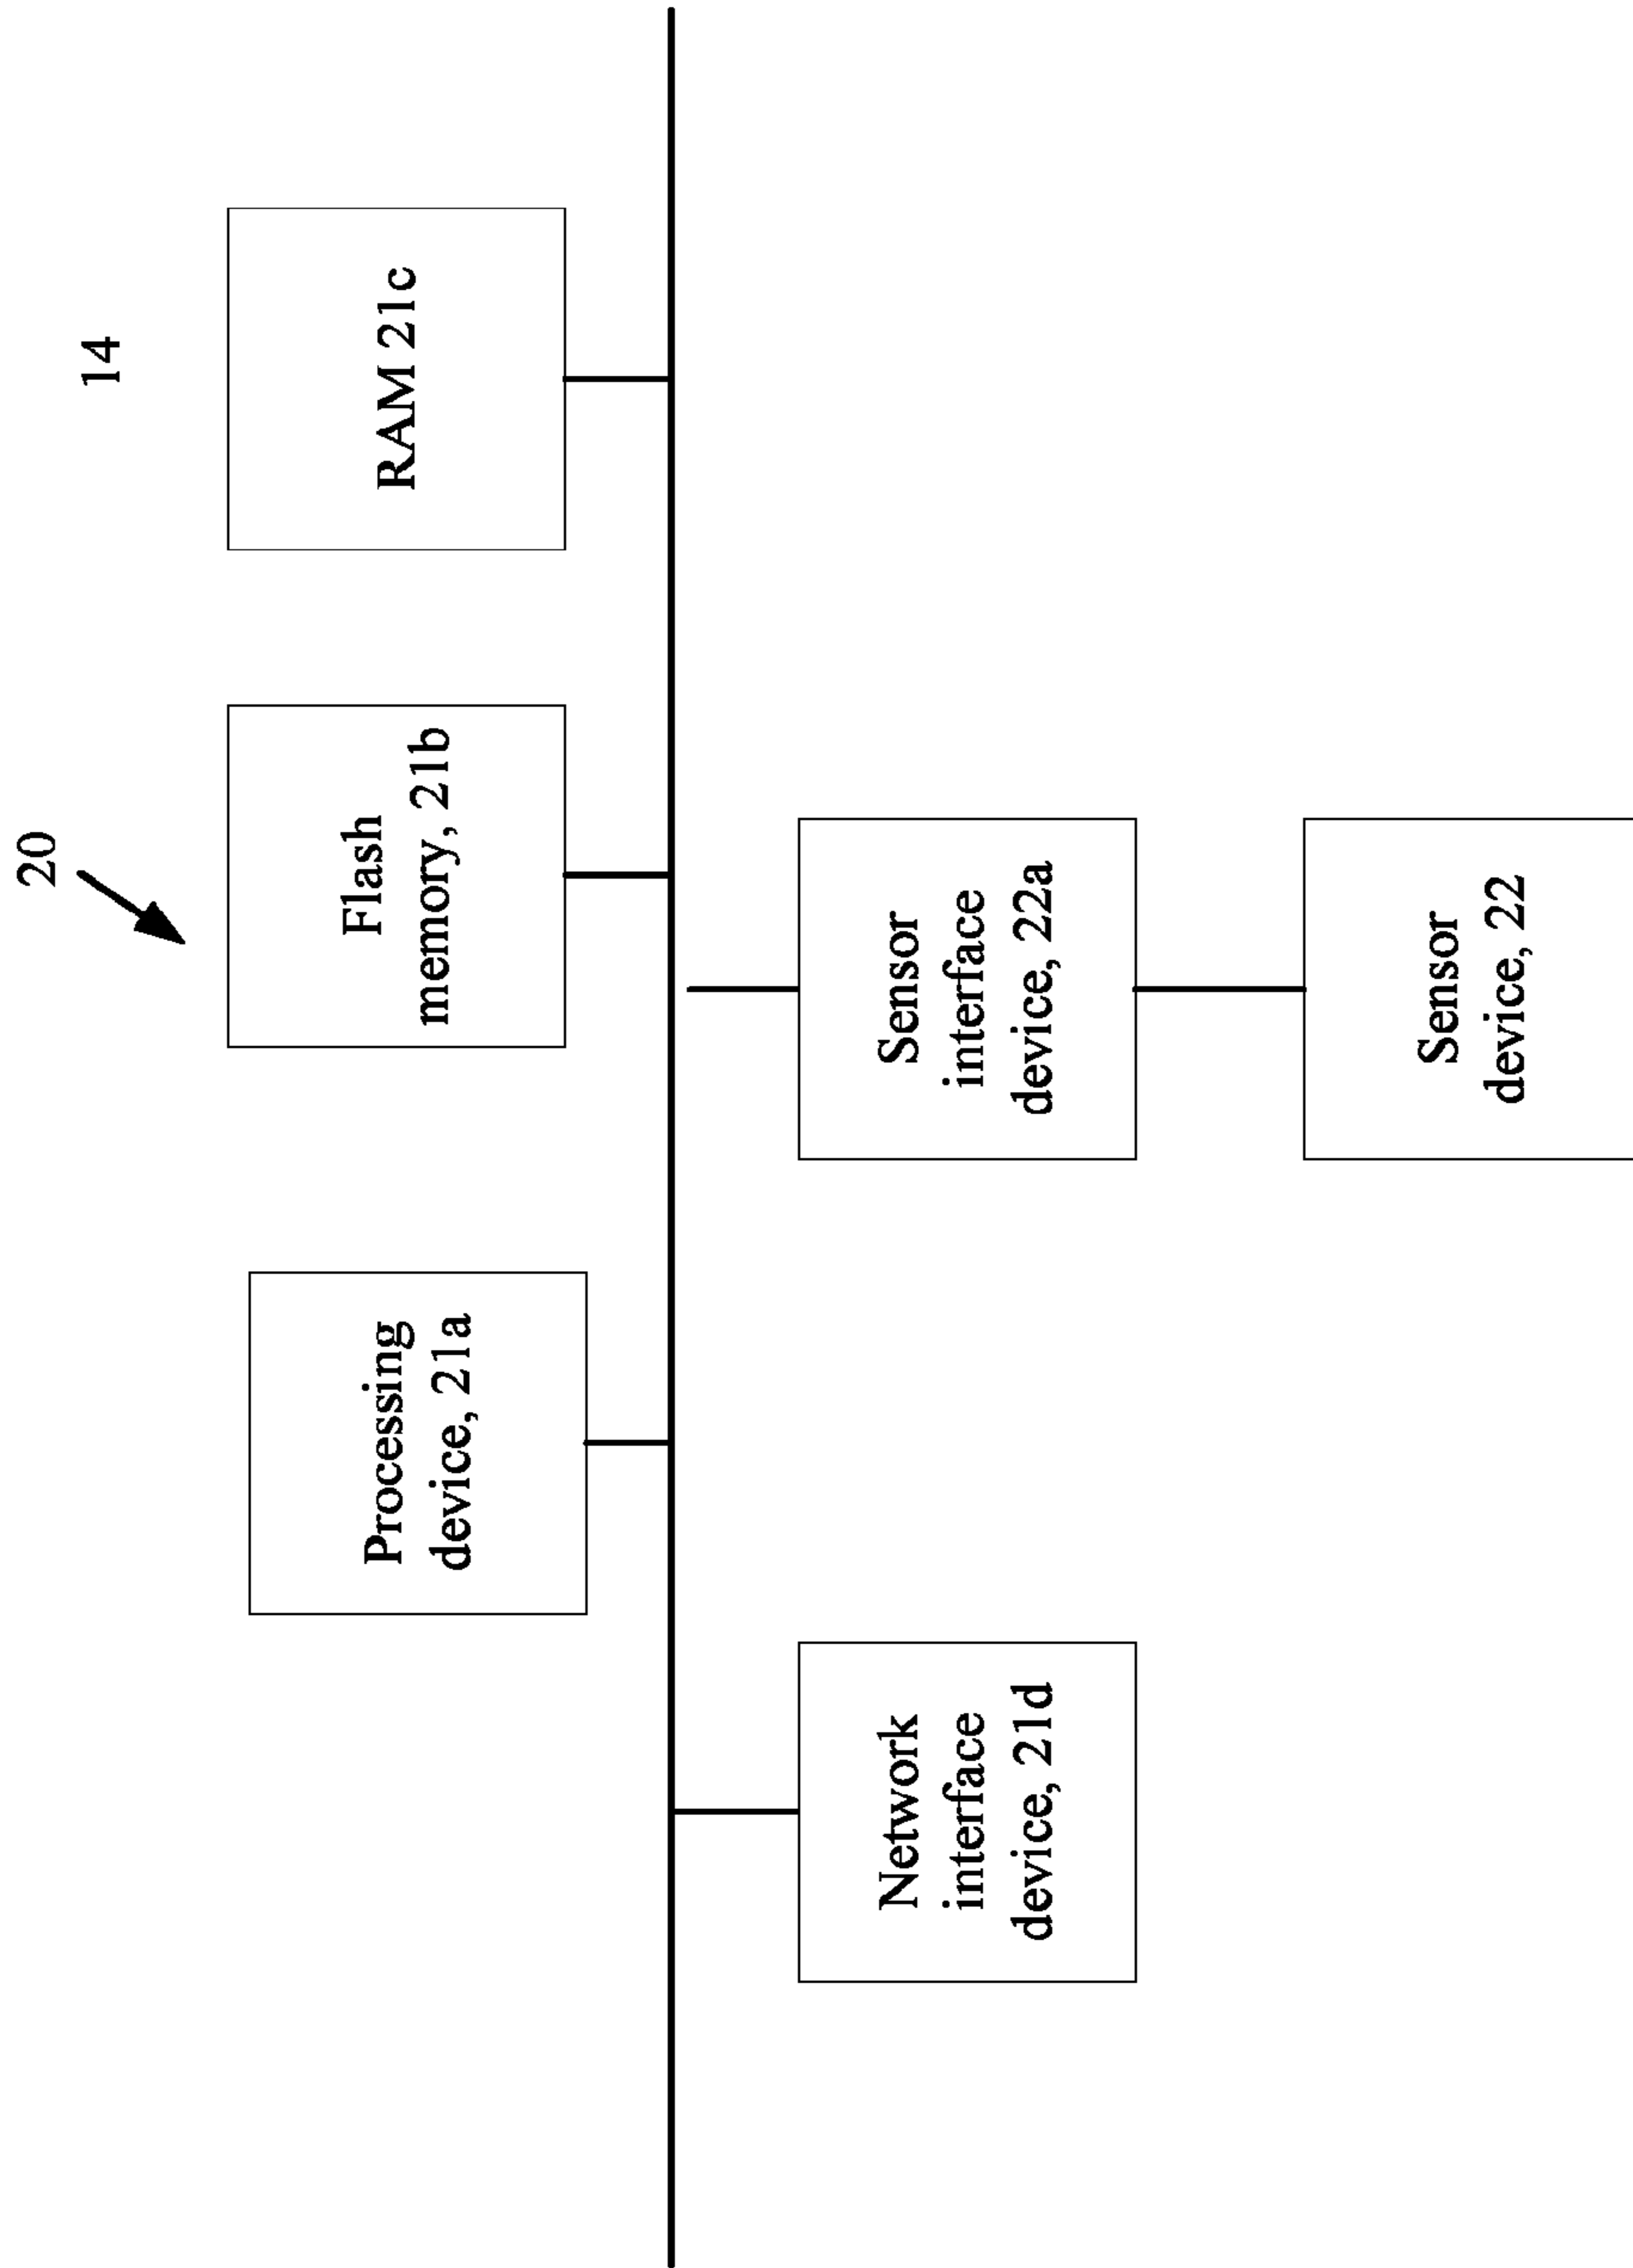 20
14
Processing
device, 21a
Flash
memory, 21b
RAM 21c
Network
interface
device, 21d
Sensor
interface
device, 22a
Sensor
device, 22